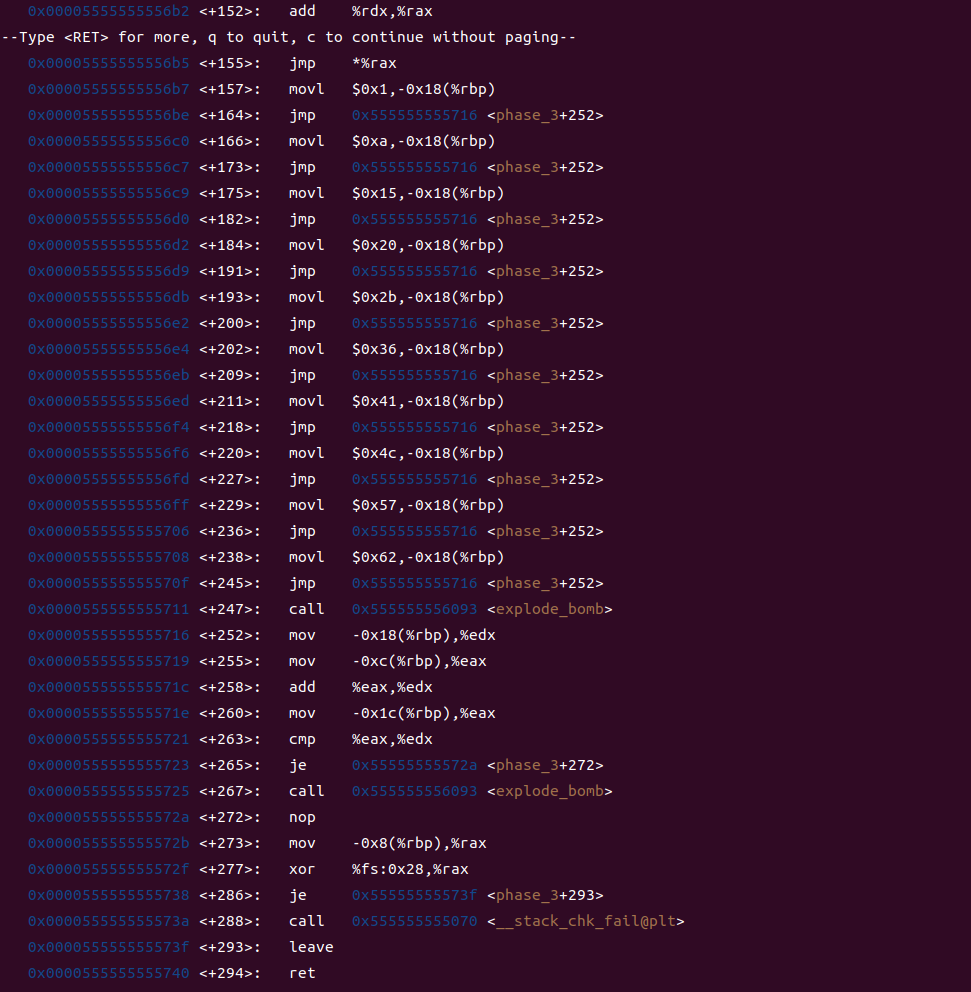 0x00005555555556b2 <+152>: add %rdx,%rax
--Type <RET> for more, q to quit, c to continue without paging--
0x00005555555556b5 <+155>: jmp *%rax
0x00005555555556b7 <+157>: movl $0x1,-0x18(%rbp)
0x00005555555556be <+164>: jmp 0x555555555716 <phase_3+252>
0x00005555555556c0 <+166>: movl $0xa,-0x18(%rbp)
0x00005555555556c7 <+173>: jmp 0x555555555716 <phase_3+252>
0x00005555555556c9 <+175>: movl $0x15,-0x18(%rbp)
0x00005555555556d0 <+182>: jmp 0x555555555716 <phase_3+252>
0x00005555555556d2 <+184>: movl $0x20,-0x18(%rbp)
0x00005555555556d9 <+191>: jmp 0x555555555716 <phase_3+252>
0x00005555555556db <+193>: movl $0x2b,-0x18(%rbp)
0x00005555555556e2 <+200>: jmp 0x555555555716 <phase_3+252>
0x00005555555556e4 <+202>: movl $0x36,-0x18(%rbp)
0x00005555555556eb <+209>: jmp 0x555555555716 <phase_3+252>
0x00005555555556ed <+211>: movl $0x41,-0x18(%rbp)
0x00005555555556f4 <+218>: jmp 0x555555555716 <phase_3+252>
0x00005555555556f6 <+220>: movl $0x4c,-0x18(%rbp)
0x00005555555556fd <+227>: jmp 0x555555555716 <phase_3+252>
0x00005555555556ff <+229>: movl $0x57,-0x18(%rbp)
0x0000555555555706 <+236>: jmp 0x555555555716 <phase_3+252>
0x0000555555555708 <+238>: movl $0x62,-0x18(%rbp)
0x000055555555570f <+245>: jmp 0x555555555716 <phase_3+252>
0x0000555555555711 <+247>: call 0x555555556093 <explode_bomb>
0x0000555555555716 <+252>: mov -0x18(%rbp),%edx
0x0000555555555719 <+255>: mov -0xc(%rbp),%eax
0x000055555555571c <+258>: add %eax,%edx
0x000055555555571e <+260>: mov -0x1c(%rbp),%eax
0x0000555555555721 <+263>: cmp %eax,%edx
0x0000555555555723 <+265>: je 0x55555555572a <phase_3+272>
0x0000555555555725 <+267>: call 0x555555556093 <explode_bomb>
0x000055555555572a <+272>: nop
0x000055555555572b <+273>: mov -0x8(%rbp),%rax
0x000055555555572f <+277>: xor %fs:0x28,%rax
0x0000555555555738 <+286>: je 0x55555555573f <phase_3+293>
0x000055555555573a <+288>: call 0x555555555070 <__stack_chk_fail@plt>
0x000055555555573f <+293>: leave
0x0000555555555740 <+294>: ret